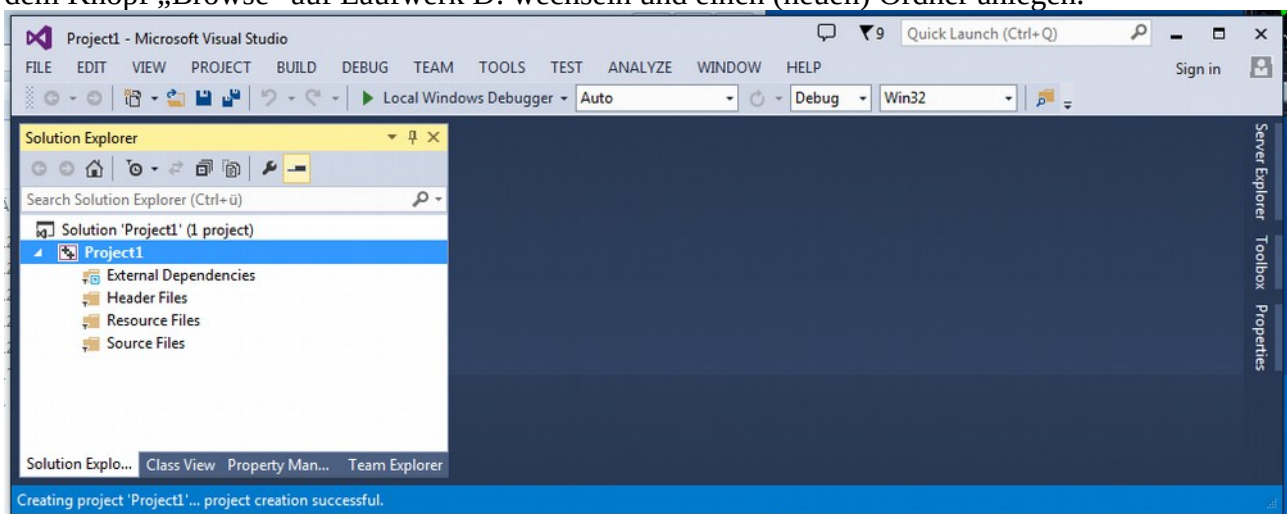 dem Knopf „Browse“ auf Laufwerk D: wechseln und einen (neuen) Ordner anlegen.
Project1 - Microsoft Visual Studio
9
Quick Launch (Ctrl+Q)
FILE EDIT VIEW PROJECT BUILD DEBUG TEAM TOOLS TEST ANALYZE WINDOW HELP
Sign in
Local Windows Debugger Auto Debug Win32
Solution Explorer
Search Solution Explorer (Ctrl+ü)
Solution 'Project1' (1 project)
Project1
External Dependencies
Header Files
Resource Files
Source Files
Solution Explo... Class View Property Man... Team Explorer
Server Explorer
Toolbox
Properties
Creating project 'Project1'... project creation successful.